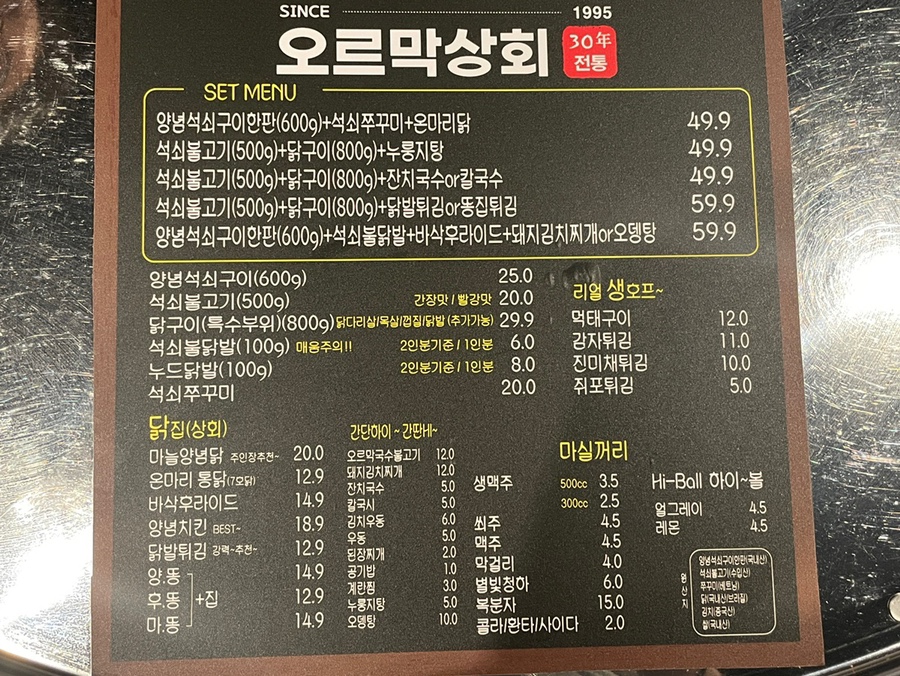 SINCE 1995
오르막상회 30年 전통
SET MENU
양념석쇠구이한판(600g)+석쇠쭈꾸미+온마리닭 49.9
석쇠불고기(500g)+닭구이(800g)+누룽지탕 49.9
석쇠불고기(500g)+닭구이(800g)+잔치국수or칼국수 49.9
석쇠불고기(500g)+닭구이(800g)+닭발튀김or똥집튀김 59.9
양념석쇠구이한판(600g)+석쇠불닭발+바삭후라이드+돼지김치찌개or오뎅탕 59.9
양념석쇠구이(600g) 25.0
석쇠불고기(500g) 간장맛 / 빨강맛 20.0
닭구이(특수부위)(800g) 닭다리살/목살/껍질/닭발 (추가가능) 29.9
석쇠불닭발(100g) 매움주의!! 2인분기준 / 1인분 6.0
누드닭발(100g) 2인분기준 / 1인분 8.0
석쇠쭈꾸미 20.0
리얼 생호프~
먹태구이 12.0
감자튀김 11.0
진미채튀김 10.0
쥐포튀김 5.0
닭집(상회)
마늘양념닭 주인장추천~ 20.0
온마리 통닭(7호닭) 12.9
바삭후라이드 14.9
양념치킨 BEST~ 18.9
닭발튀김 강력~추천~ 12.9
양.똥 14.9
후.똥 +집 12.9
마.똥 14.9
간단하이 ~ 간딴헤~
오르막국수불고기 12.0
돼지김치찌개 12.0
잔치국수 5.0
칼국시 5.0
김치우동 6.0
우동 5.0
된장찌개 2.0
공기밥 1.0
계란찜 3.0
누룽지탕 5.0
오뎅탕 10.0
마실꺼리
생맥주 500cc 3.5
300cc 2.5
쐬주 4.5
맥주 4.5
막걸리 4.0
별빛청하 6.0
복분자 15.0
콜라/환타/사이다 2.0
Hi-Ball 하이~볼
얼그레이 4.5
레몬 4.5
원산지
양념석쇠구이한판(국내산)
석쇠불고기(수입산)
쭈꾸미(베트남)
닭(국내산/브라질)
김치(중국산)
쌀(국내산)